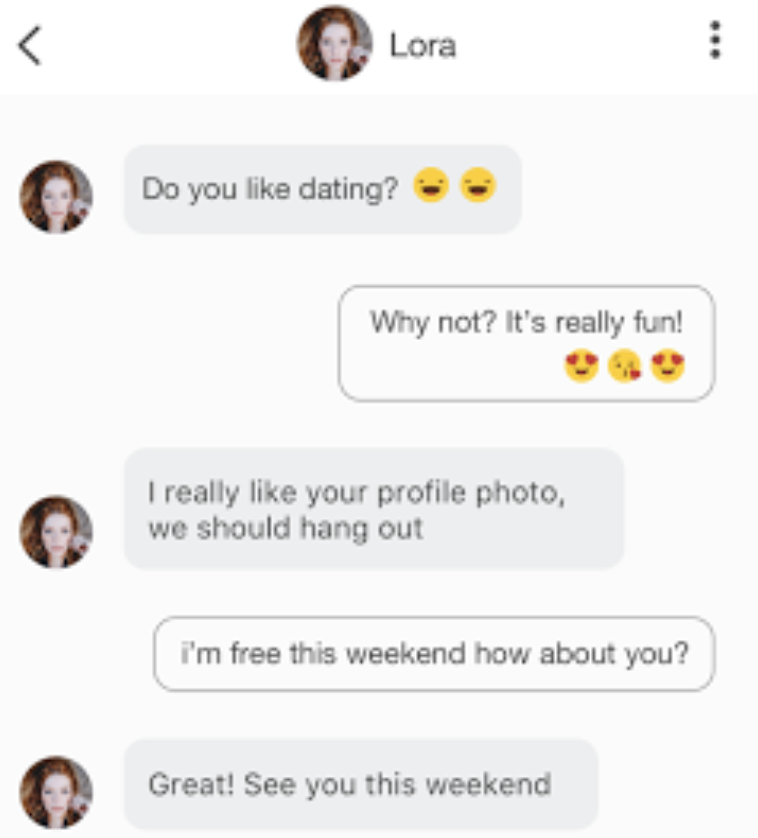 Lora
Do you like dating? 😄 😄
Why not? It's really fun!
😍 😘 😍
I really like your profile photo,
we should hang out
i'm free this weekend how about you?
Great! See you this weekend